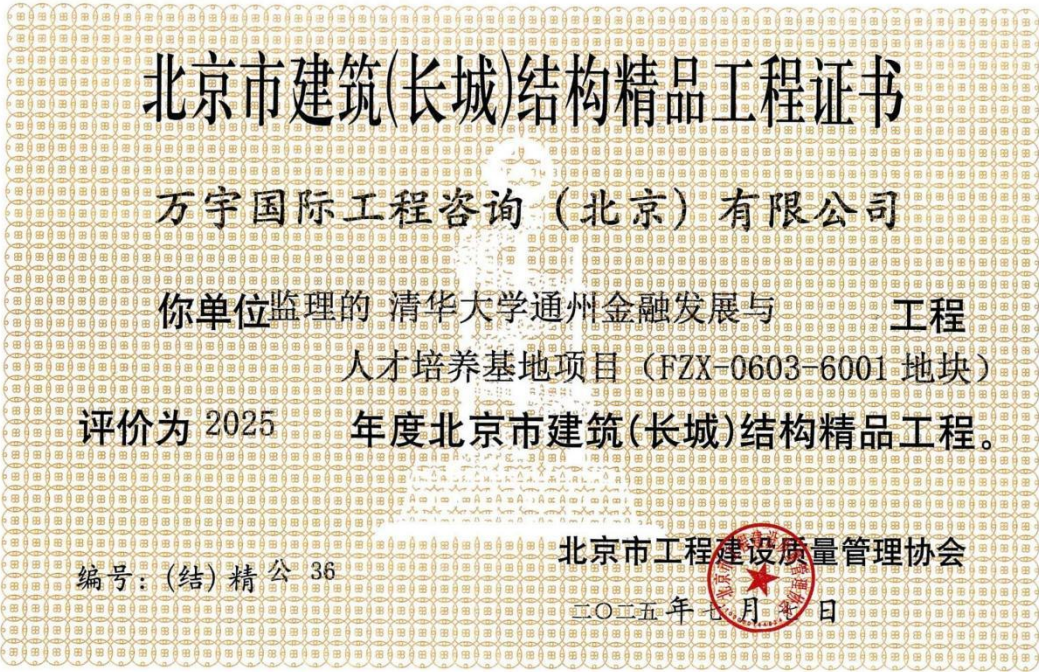 北京市建筑(长城)结构精品工程证书
万宇国际工程咨询（北京）有限公司
你单位监理的 清华大学通州金融发展与 工程
人才培养基地项目（FZX-0603-6001 地块）
评价为 2025 年度北京市建筑(长城)结构精品工程。
北京市工程建设质量管理协会
编号：(结)精公 36
二〇二五年七月七日